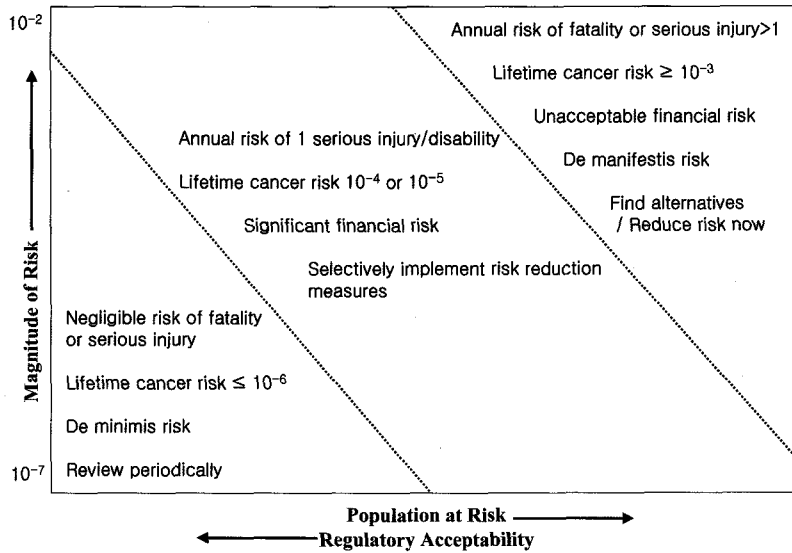 10⁻²
Annual risk of fatality or serious injury>1
Lifetime cancer risk ≥ 10⁻³
Unacceptable financial risk
De manifestis risk
Find alternatives
/ Reduce risk now
Annual risk of 1 serious injury/disability
Lifetime cancer risk 10⁻⁴ or 10⁻⁵
Significant financial risk
Selectively implement risk reduction
measures
Negligible risk of fatality
or serious injury
Lifetime cancer risk ≤ 10⁻⁶
De minimis risk
Review periodically
10⁻⁷
Magnitude of Risk
Population at Risk
Regulatory Acceptability